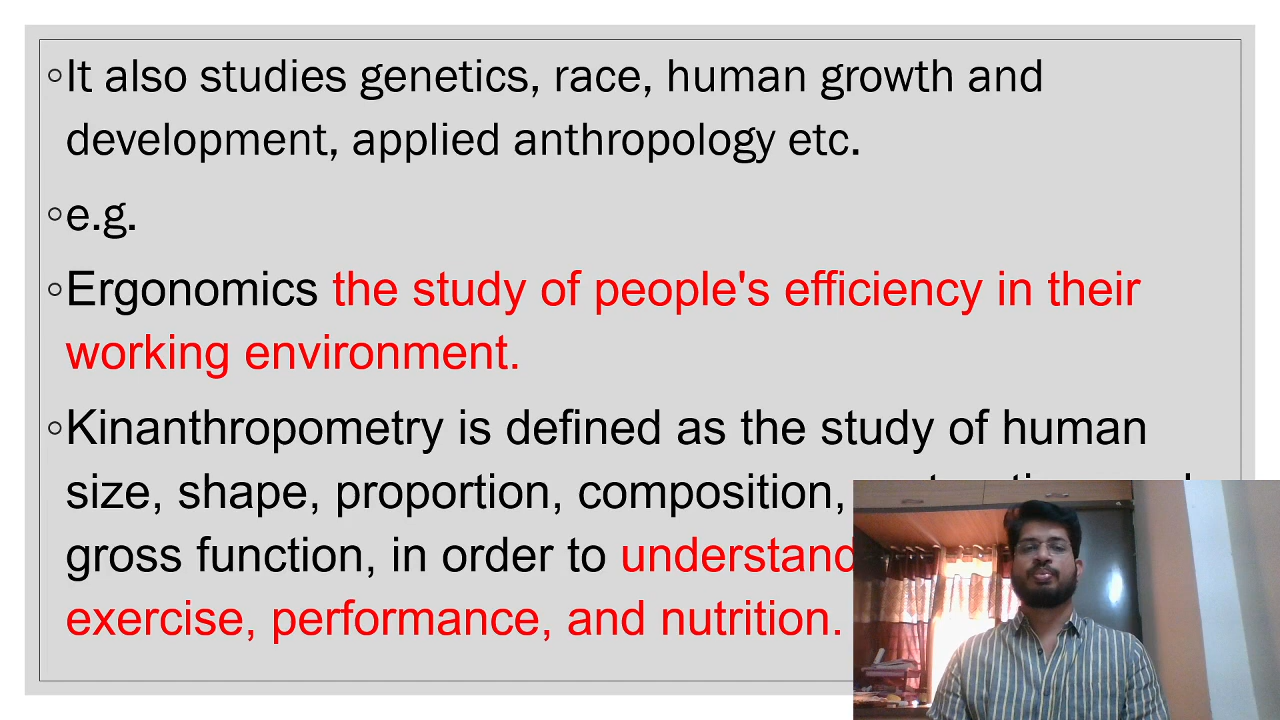 ◦It also studies genetics, race, human growth and
development, applied anthropology etc.
◦e.g.
◦Ergonomics the study of people's efficiency in their
working environment.
◦Kinanthropometry is defined as the study of human
size, shape, proportion, composition,
gross function, in order to understand
exercise, performance, and nutrition.